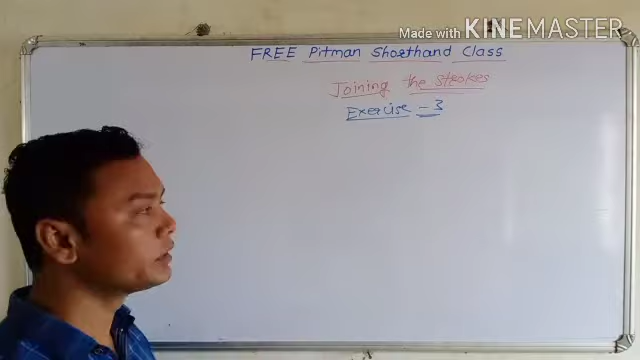 Made with KINEMASTER
FREE Pitman Shorthand Class
Joining the strokes
Exercise - 3